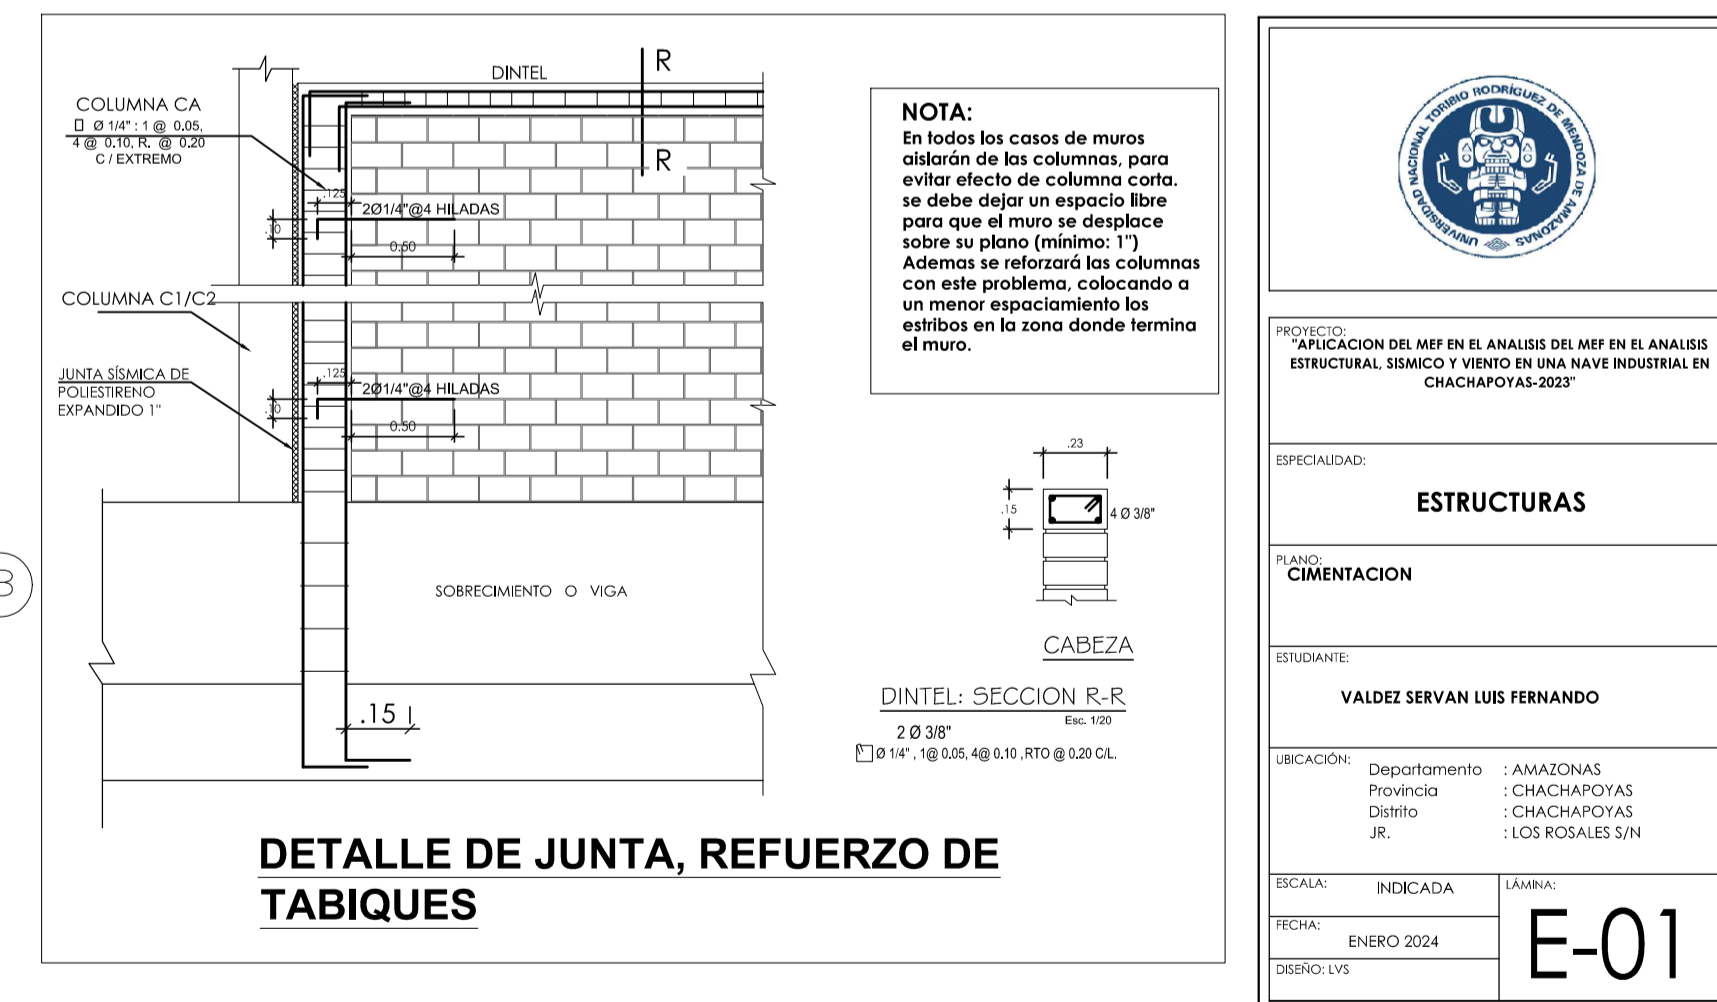 DINTEL
R
R
COLUMNA CA
Ø 1/4" : 1 @ 0.05,
4 @ 0.10, R. @ 0.20
C / EXTREMO
.125
2Ø1/4"@4 HILADAS
.10
0.50
COLUMNA C1/C2
JUNTA SÍSMICA DE
POLIESTIRENO
EXPANDIDO 1"
.125
2Ø1/4"@4 HILADAS
.10
0.50
SOBRECIMIENTO O VIGA
.15
DETALLE DE JUNTA, REFUERZO DE
TABIQUES
NOTA:
En todos los casos de muros
aislarán de las columnas, para
evitar efecto de columna corta.
se debe dejar un espacio libre
para que el muro se desplace
sobre su plano (mínimo: 1")
Ademas se reforzará las columnas
con este problema, colocando a
un menor espaciamiento los
estribos en la zona donde termina
el muro.
.23
.15
4 Ø 3/8"
CABEZA
DINTEL: SECCION R-R
Esc. 1/20
2 Ø 3/8"
Ø 1/4" , 1@ 0.05, 4@ 0.10 ,RTO @ 0.20 C/L.
UNIVERSIDAD NACIONAL TORIBIO RODRÍGUEZ DE MENDOZA DE AMAZONAS
PROYECTO:
"APLICACION DEL MEF EN EL ANALISIS DEL MEF EN EL ANALISIS
ESTRUCTURAL, SISMICO Y VIENTO EN UNA NAVE INDUSTRIAL EN
CHACHAPOYAS-2023"
ESPECIALIDAD:
ESTRUCTURAS
PLANO:
CIMENTACION
ESTUDIANTE:
VALDEZ SERVAN LUIS FERNANDO
UBICACIÓN:
Departamento : AMAZONAS
Provincia : CHACHAPOYAS
Distrito : CHACHAPOYAS
JR. : LOS ROSALES S/N
ESCALA: INDICADA
LÁMINA:
E-01
FECHA:
ENERO 2024
DISEÑO: LVS